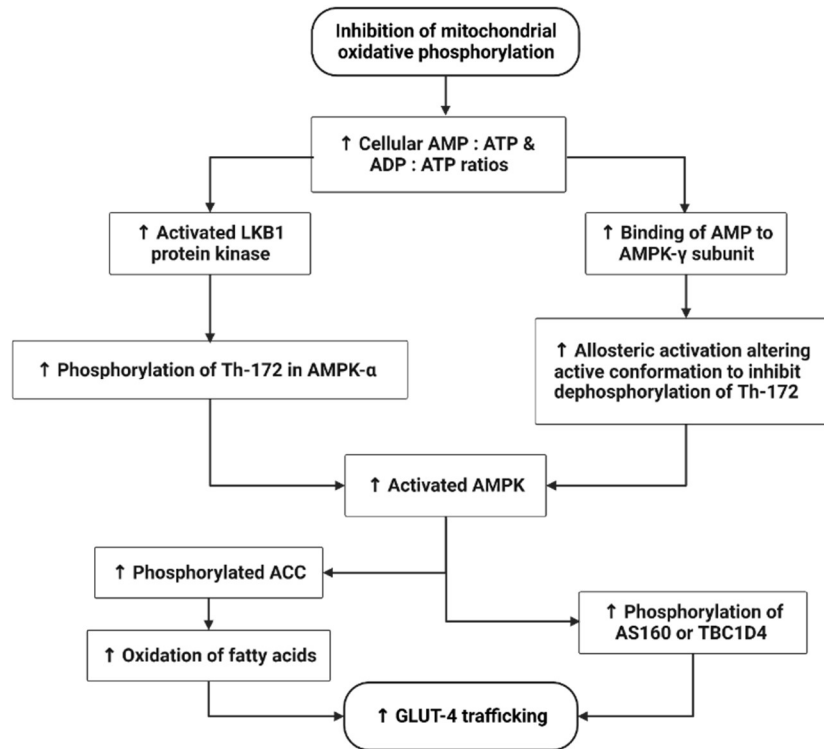 Inhibition of mitochondrial
oxidative phosphorylation
↑ Cellular AMP : ATP &
ADP : ATP ratios
↑ Activated LKB1
protein kinase
↑ Binding of AMP to
AMPK-γ subunit
↑ Phosphorylation of Th-172 in AMPK-α
↑ Allosteric activation altering
active conformation to inhibit
dephosphorylation of Th-172
↑ Activated AMPK
↑ Phosphorylated ACC
↑ Phosphorylation of
AS160 or TBC1D4
↑ Oxidation of fatty acids
↑ GLUT-4 trafficking